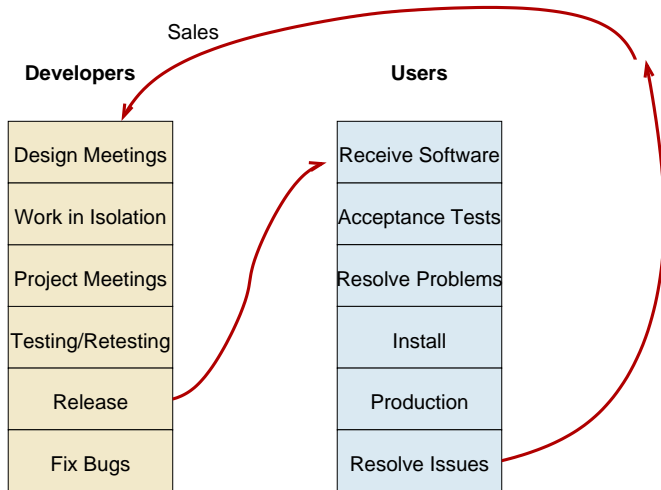 Sales
Developers
Users
Design Meetings
Work in Isolation
Project Meetings
Testing/Retesting
Release
Fix Bugs
Receive Software
Acceptance Tests
Resolve Problems
Install
Production
Resolve Issues